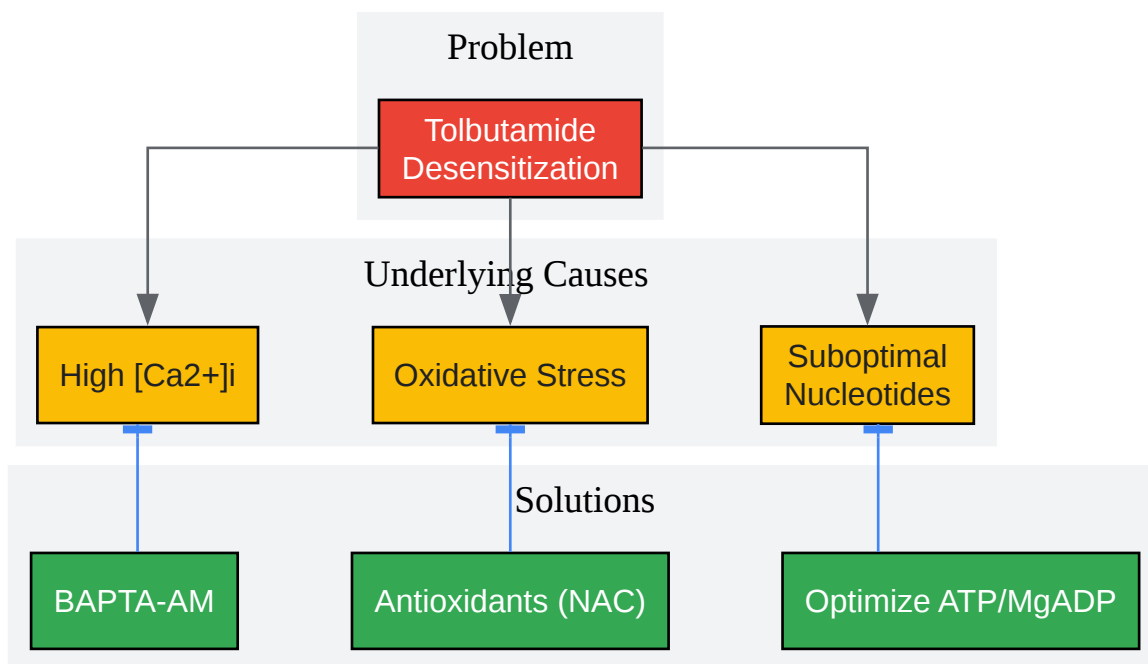 Problem
Tolbutamide
Desensitization
Underlying Causes
High [Ca2+]i
Oxidative Stress
Suboptimal
Nucleotides
Solutions
BAPTA-AM
Antioxidants (NAC)
Optimize ATP/MgADP